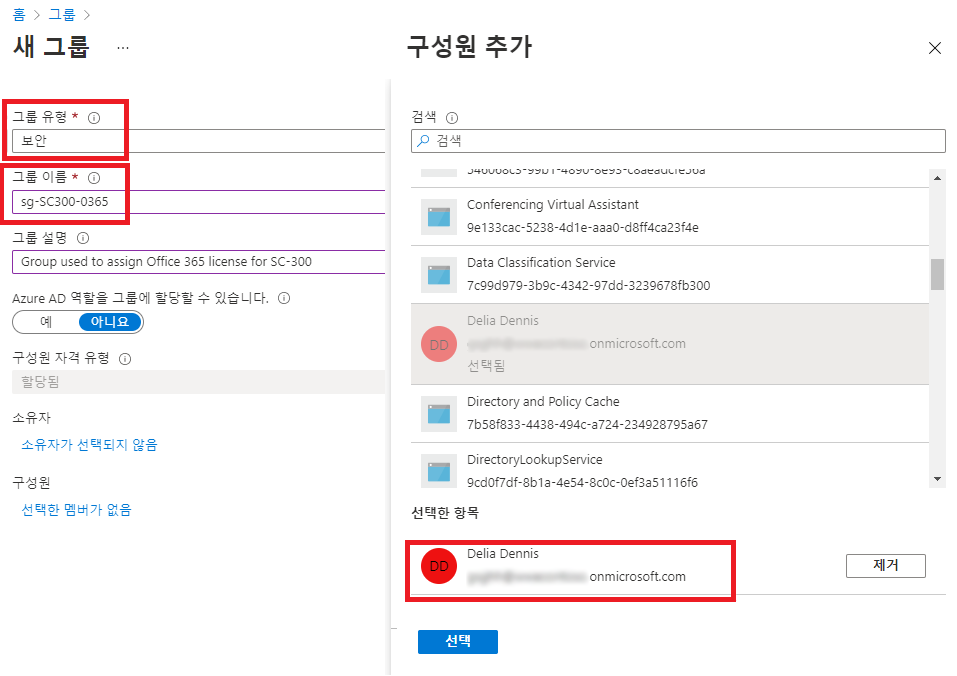 홈 > 그룹 >
새 그룹 ...
그룹 유형 *
보안
그룹 이름 *
sg-SC300-0365
그룹 설명
Group used to assign Office 365 license for SC-300
Azure AD 역할을 그룹에 할당할 수 있습니다.
예 아니요
구성원 자격 유형
할당됨
소유자
소유자가 선택되지 않음
구성원
선택한 멤버가 없음
구성원 추가
검색
검색
Conferencing Virtual Assistant
9e133cac-5238-4d1e-aaa0-d8ff4ca23f4e
Data Classification Service
7c99d979-3b9c-4342-97dd-3239678fb300
DD
Delia Dennis
onmicrosoft.com
선택됨
Directory and Policy Cache
7b58f833-4438-494c-a724-234928795a67
DirectoryLookupService
9cd0f7df-8b1a-4e54-8c0c-0ef3a51116f6
선택한 항목
DD
Delia Dennis
onmicrosoft.com
제거
선택